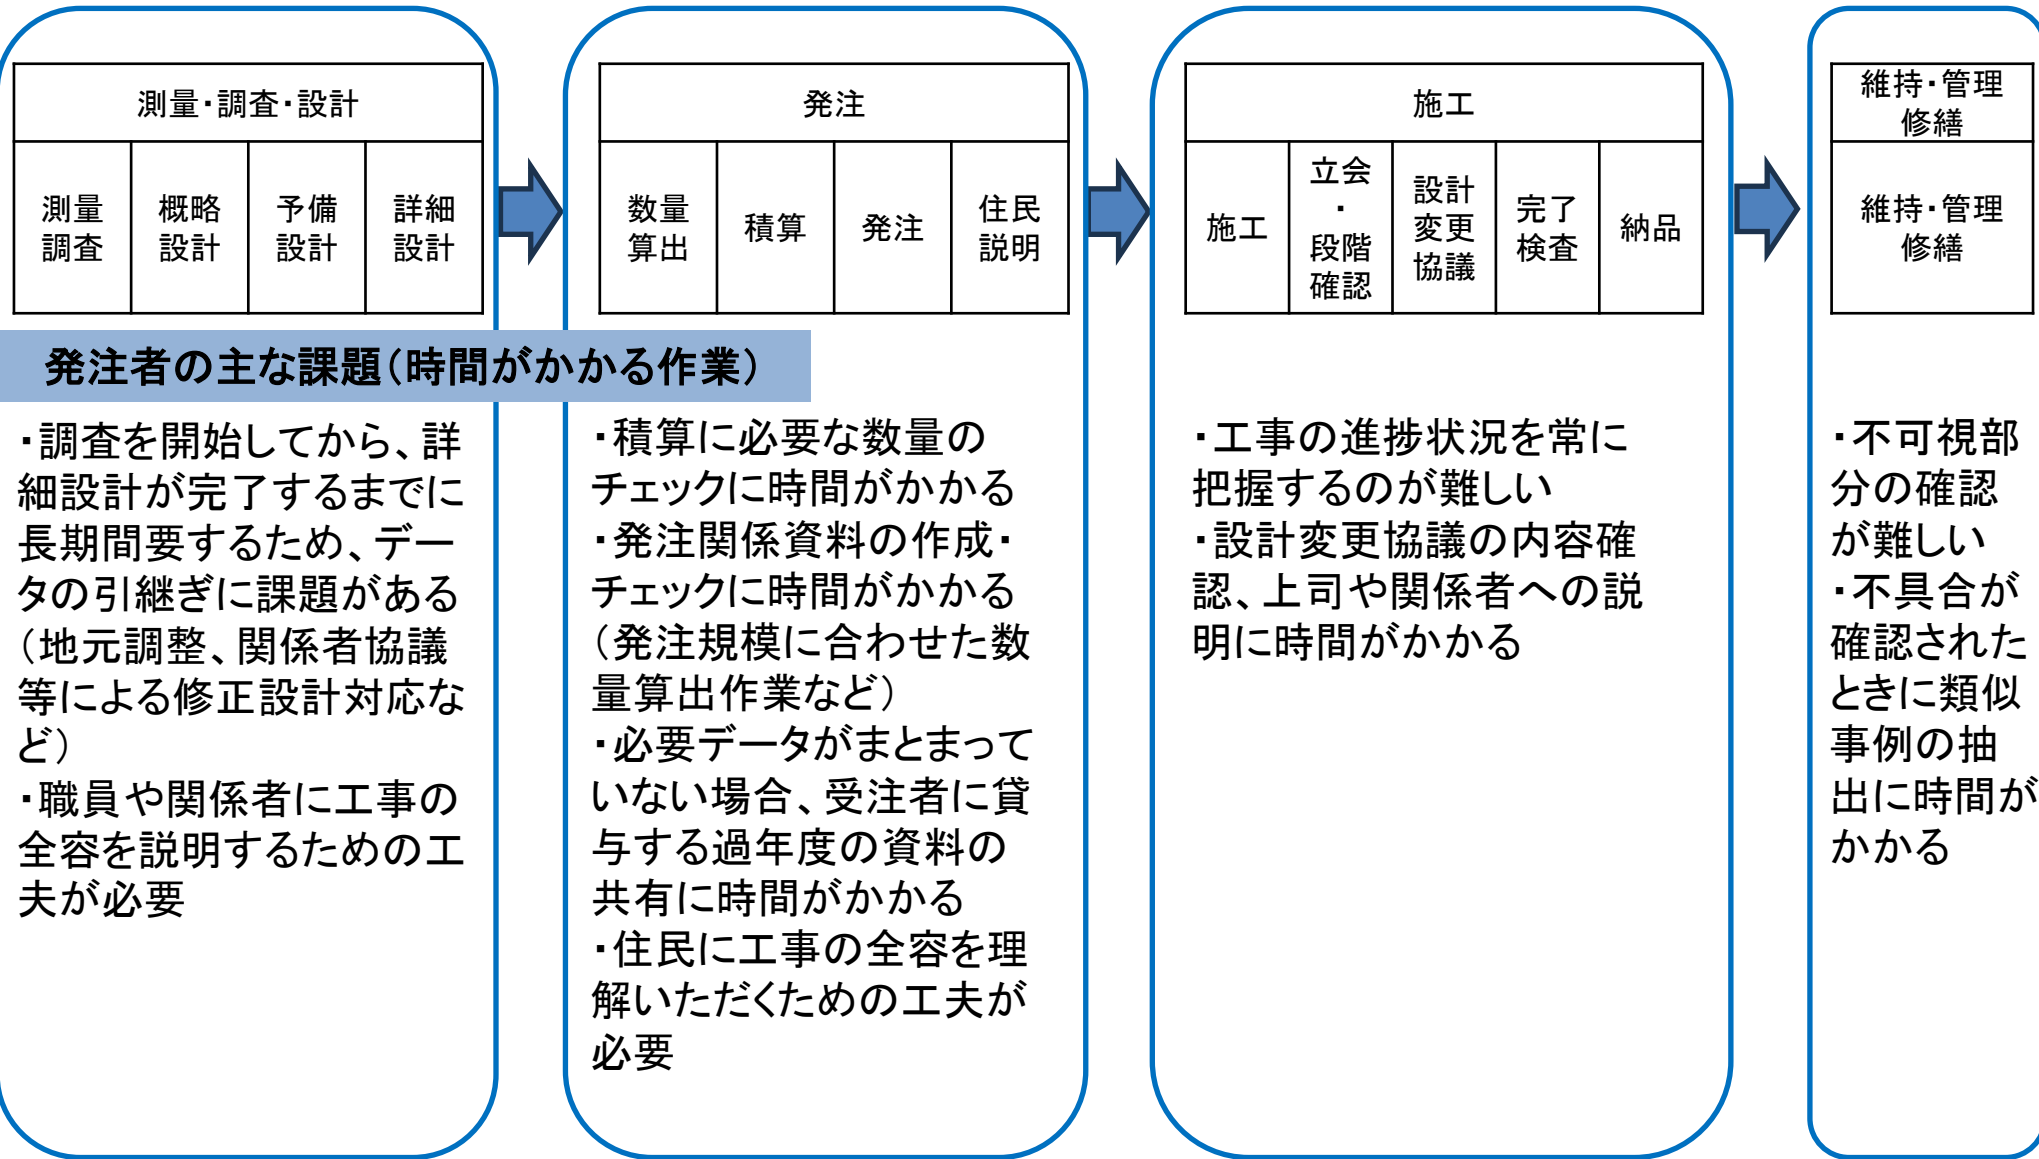 測量・調査・設計
測量
調査
概略
設計
予備
設計
詳細
設計
発注
数量
算出
積算
発注
住民
説明
施工
施工
立会
・
段階
確認
設計
変更
協議
完了
検査
納品
維持・管理
修繕
維持・管理
修繕
発注者の主な課題（時間がかかる作業）
・調査を開始してから、詳
細設計が完了するまでに
長期間要するため、デー
タの引継ぎに課題がある
（地元調整、関係者協議
等による修正設計対応な
ど）
・職員や関係者に工事の
全容を説明するための工
夫が必要
・積算に必要な数量の
チェックに時間がかかる
・発注関係資料の作成・
チェックに時間がかかる
（発注規模に合わせた数
量算出作業など）
・必要データがまとまって
いない場合、受注者に貸
与する過年度の資料の
共有に時間がかかる
・住民に工事の全容を理
解いただくための工夫が
必要
・工事の進捗状況を常に
把握するのが難しい
・設計変更協議の内容確
認、上司や関係者への説
明に時間がかかる
・不可視部
分の確認
が難しい
・不具合が
確認された
ときに類似
事例の抽
出に時間が
かかる